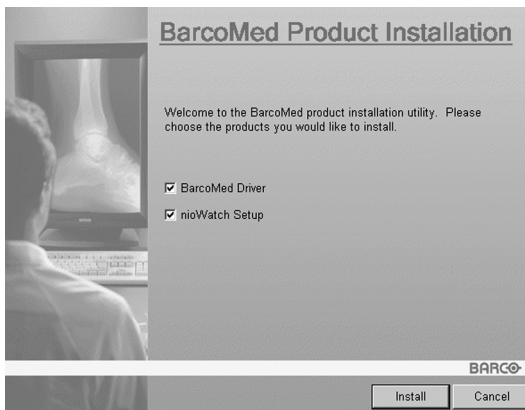 BarcoMed Product Installation
Welcome to the BarcoMed product installation utility. Please
choose the products you would like to install.
BarcoMed Driver
nioWatch Setup
BARCO
Install
Cancel